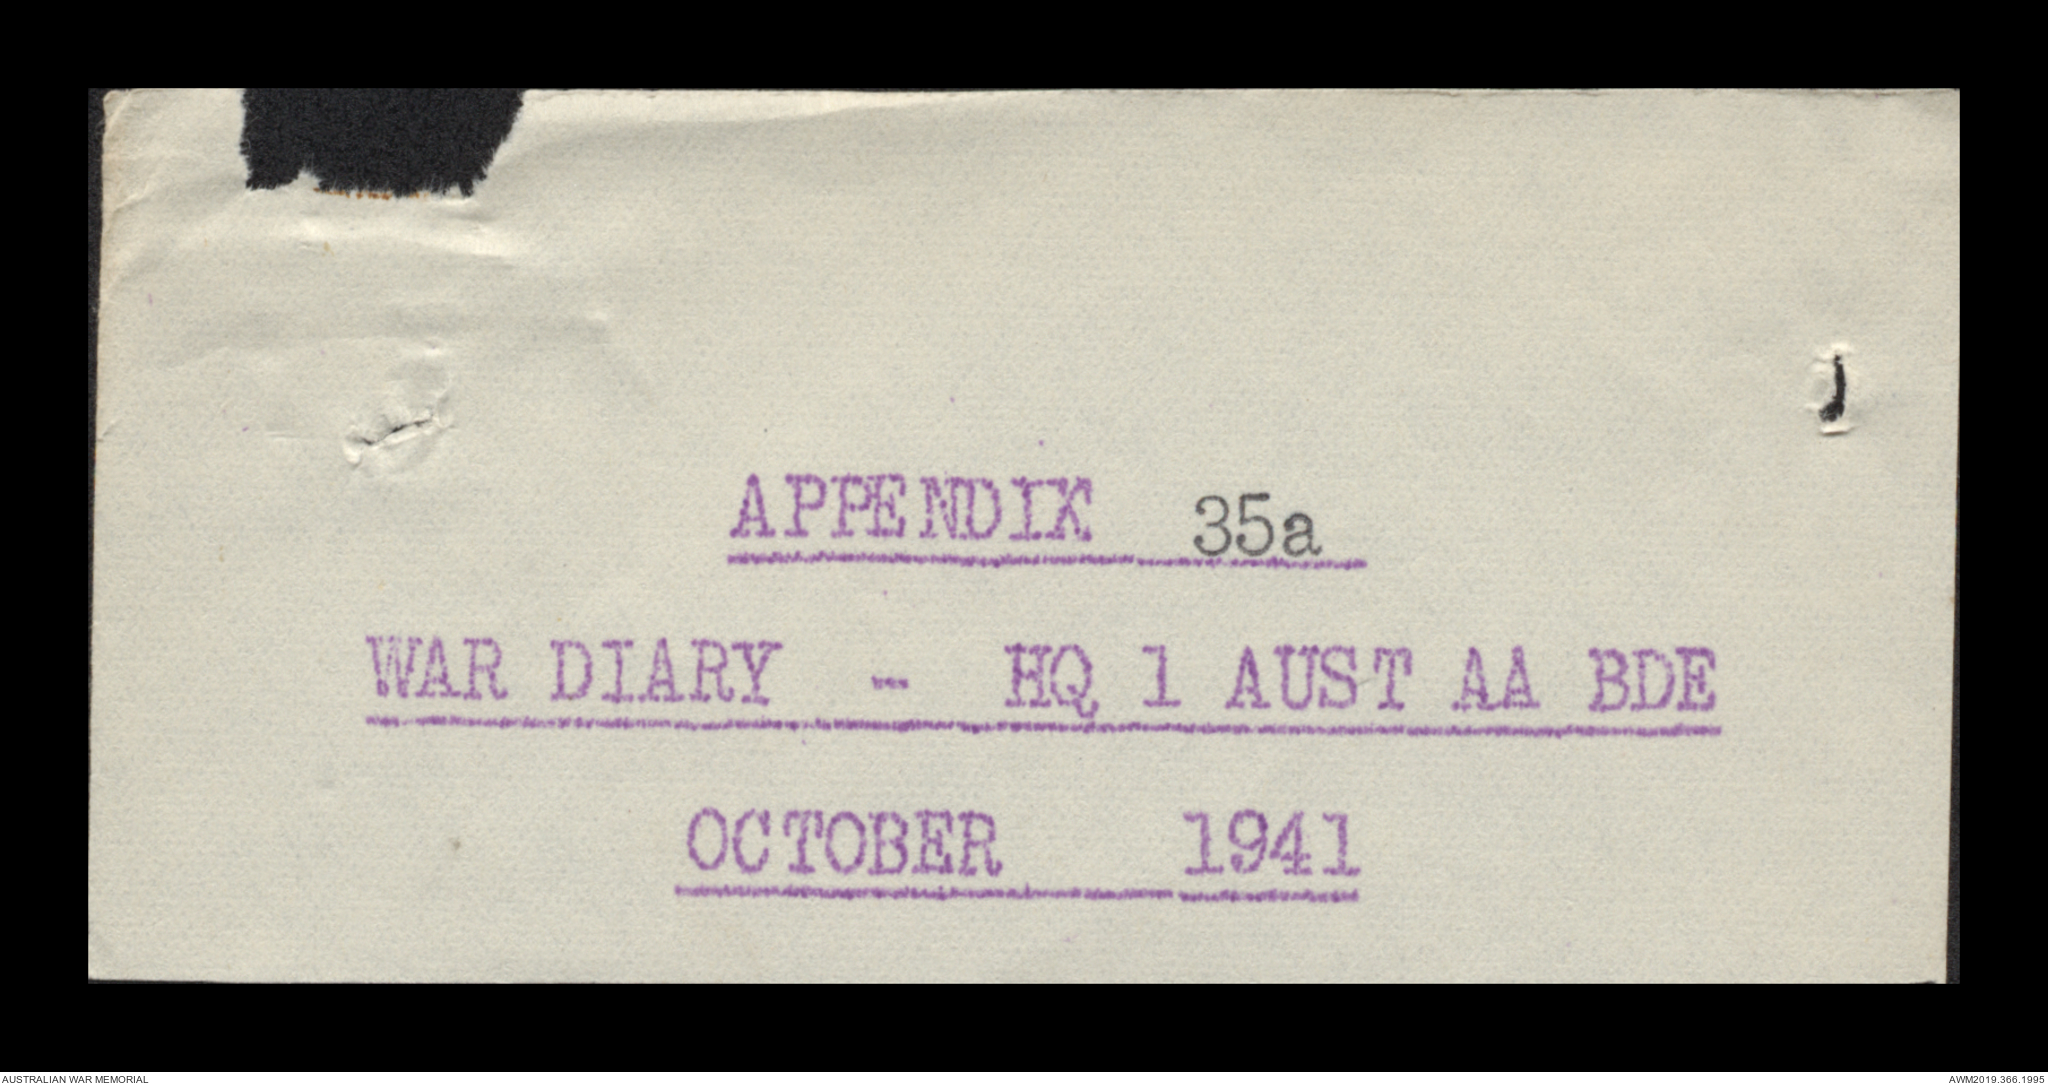 APPENDIX 35a
WAR DIARY - HQ 1 AUST AA BDE
OCTOBER 1941
AUSTRALIAN WAR MEMORIAL AWM2019.366.1995